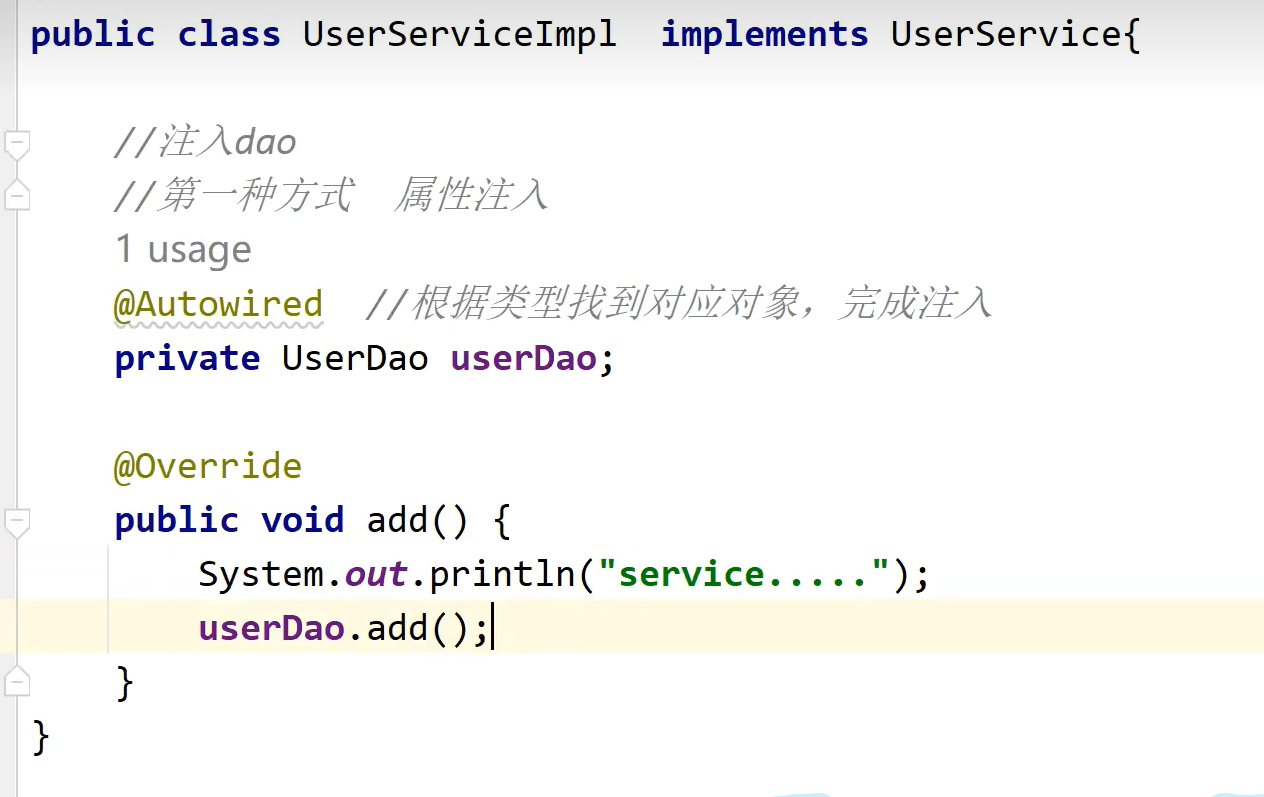 public class UserServiceImpl  implements UserService{
//注入dao
//第一种方式  属性注入
1 usage
@Autowired  //根据类型找到对应对象，完成注入
private UserDao userDao;
@Override
public void add() {
System.out.println("service.....");
userDao.add();
}
}